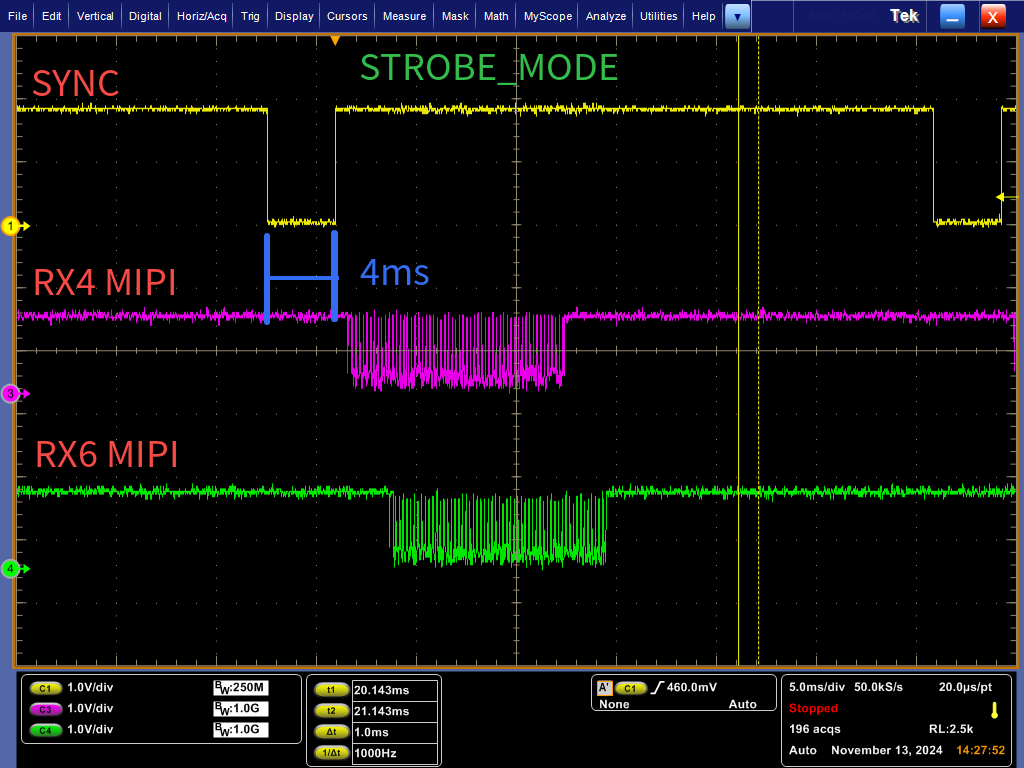 File Edit Vertical Digital Horiz/Acq Trig Display Cursors Measure Mask Math MyScope Analyze Utilities Help Tek X
STROBE_MODE
SYNC
1
4ms
RX4 MIPI
3
RX6 MIPI
4
C1 1.0V/div BW:250M
C3 1.0V/div BW:1.0G
C4 1.0V/div BW:1.0G
t1 20.143ms
t2 21.143ms
Δt 1.0ms
1/Δt 1000Hz
A' C1 460.0mV
None Auto
5.0ms/div 50.0kS/s 20.0µs/pt
Stopped
196 acqs RL:2.5k
Auto November 13, 2024 14:27:52